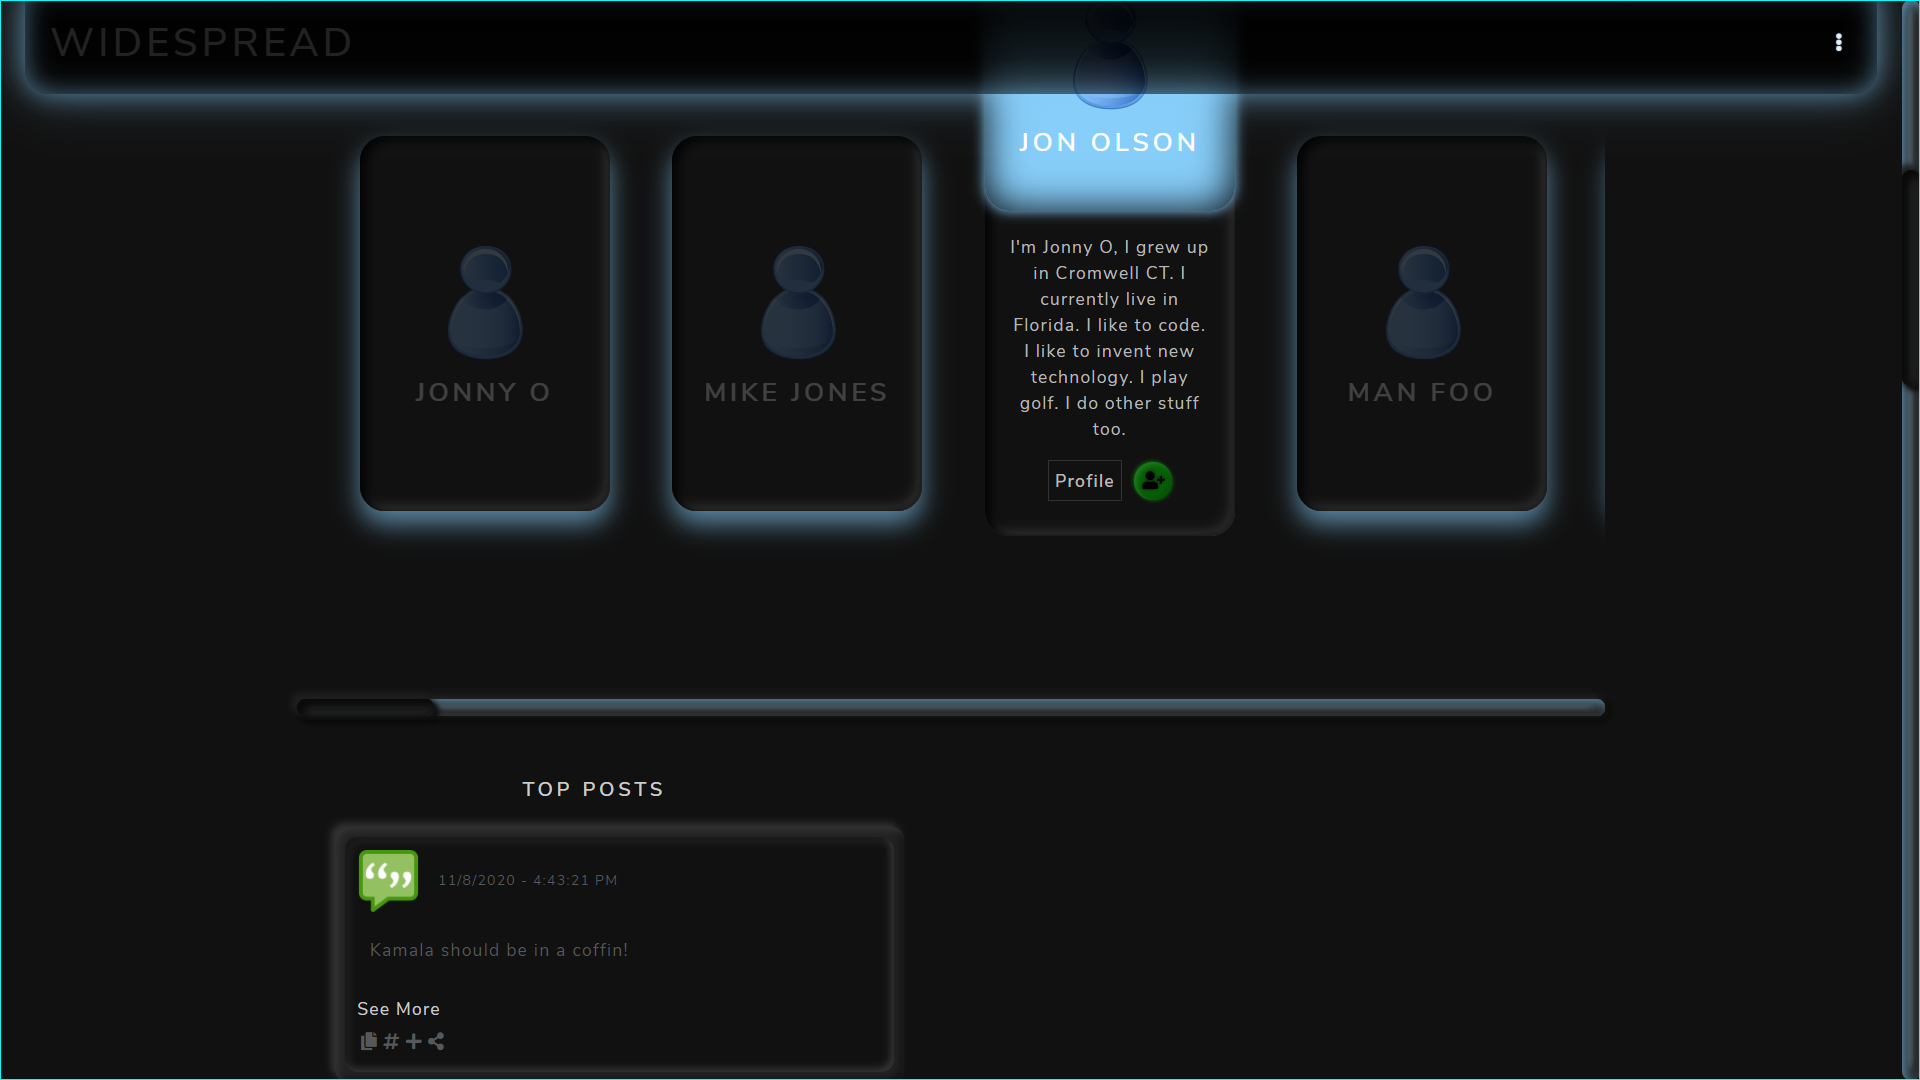 WIDESPREAD
JONNY O
MIKE JONES
JON OLSON
I'm Jonny O, I grew up
in Cromwell CT. I
currently live in
Florida. I like to code.
I like to invent new
technology. I play
golf. I do other stuff
too.
Profile
MAN FOO
TOP POSTS
11/8/2020 - 4:43:21 PM
Kamala should be in a coffin!
See More